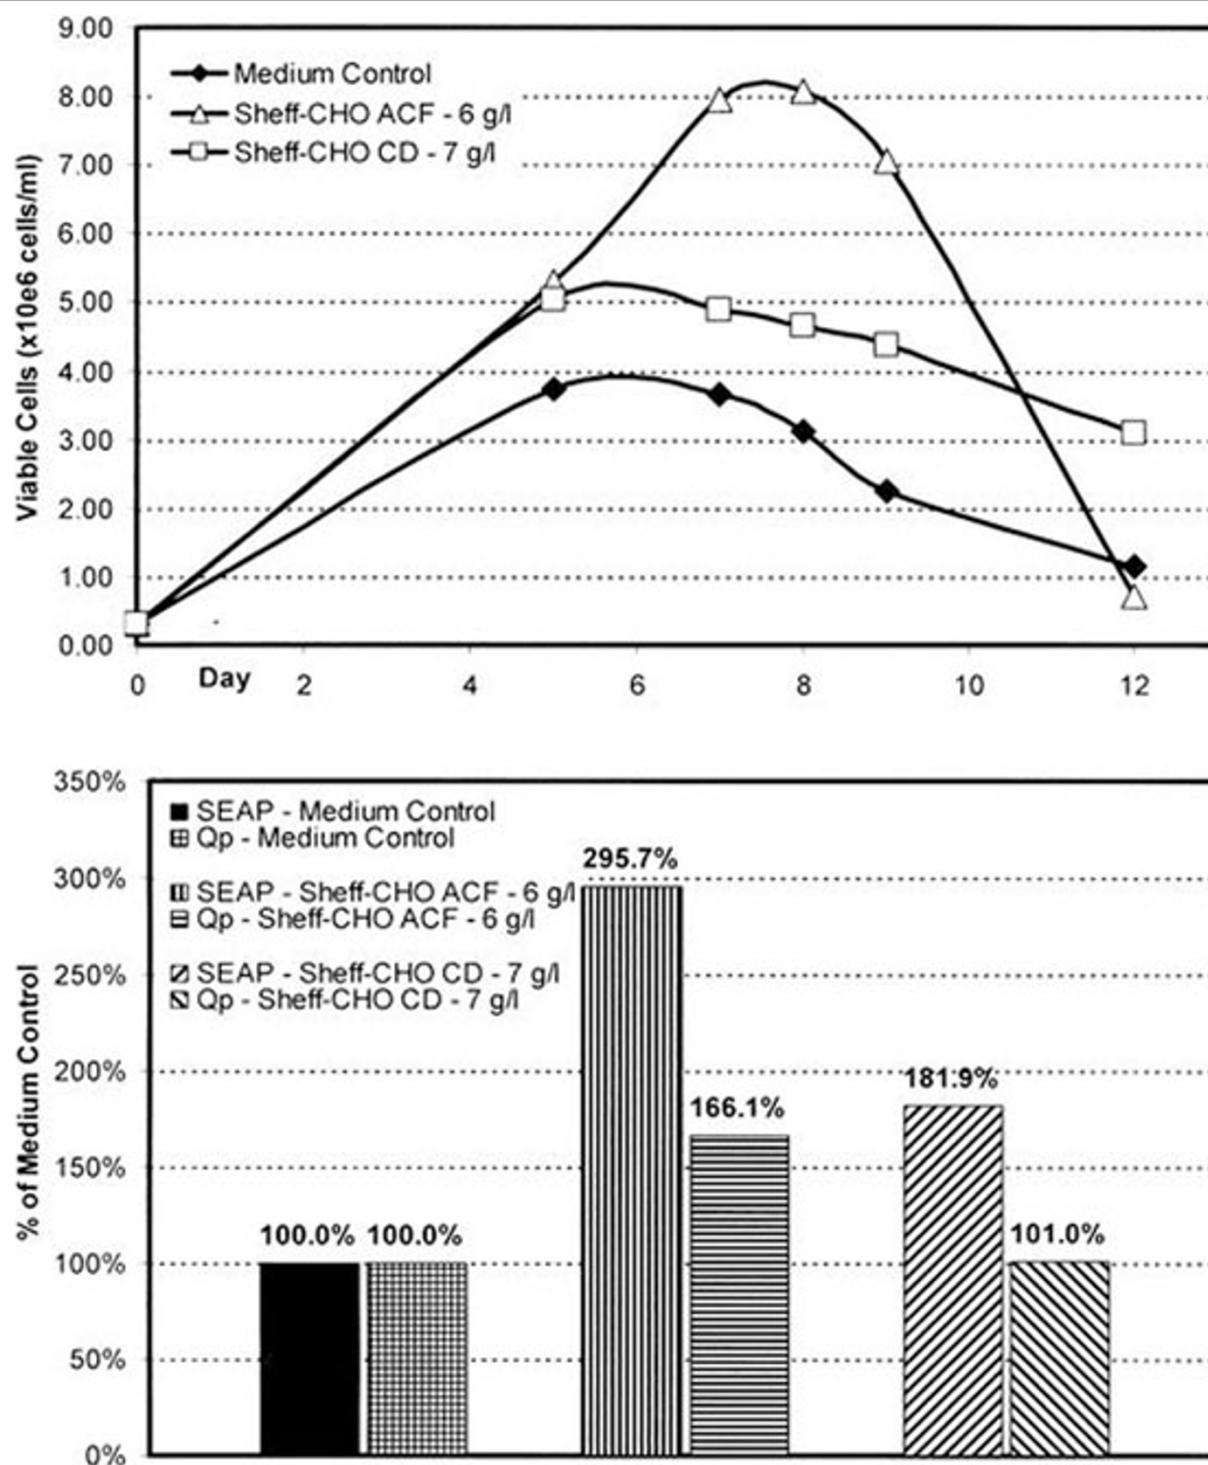 9.00
8.00
7.00
6.00
5.00
4.00
3.00
2.00
1.00
0.00
Viable Cells (x10e6 cells/ml)
Medium Control
Sheff-CHO ACF - 6 g/l
Sheff-CHO CD - 7 g/l
0 2 4 6 8 10 12
Day
350%
300%
250%
200%
150%
100%
50%
0%
% of Medium Control
SEAP - Medium Control
Qp - Medium Control
SEAP - Sheff-CHO ACF - 6 g/l
Qp - Sheff-CHO ACF - 6 g/l
SEAP - Sheff-CHO CD - 7 g/l
Qp - Sheff-CHO CD - 7 g/l
100.0% 100.0%
295.7%
166.1%
181.9%
101.0%